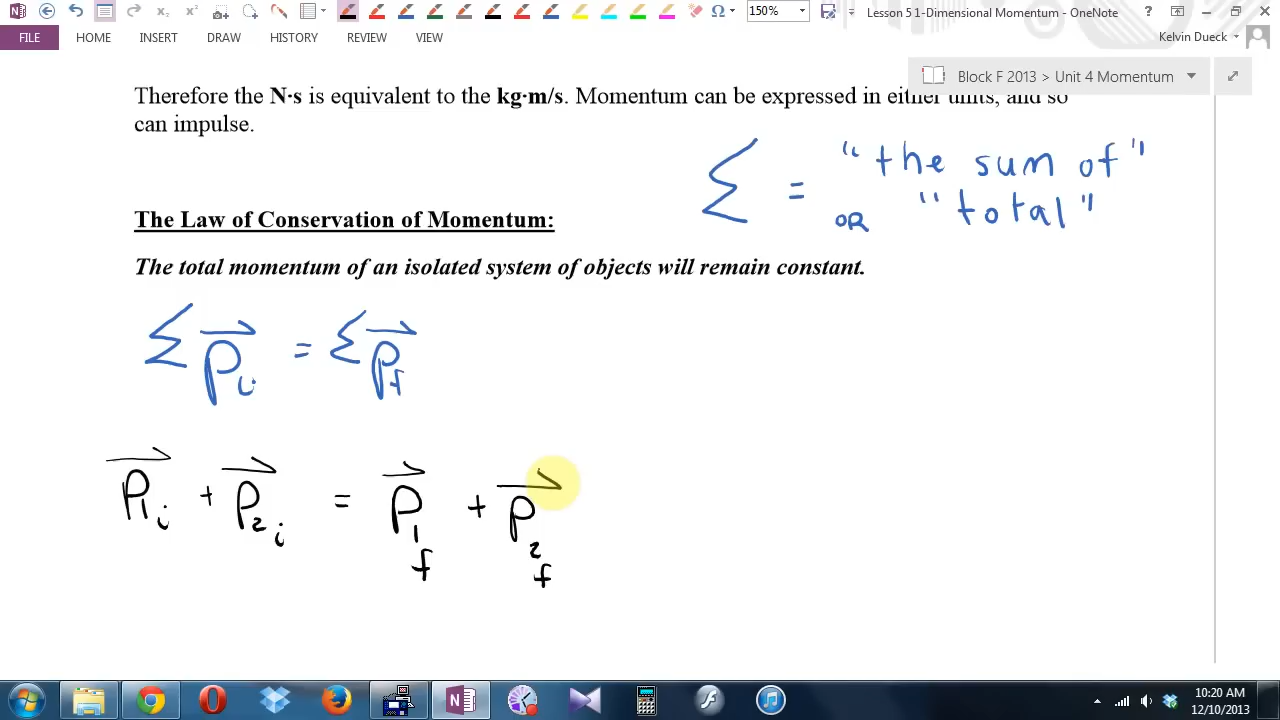 Lesson 5 1-Dimensional Momentum - OneNote
150%
FILE HOME INSERT DRAW HISTORY REVIEW VIEW
Kelvin Dueck
Block F 2013 > Unit 4 Momentum
Therefore the N·s is equivalent to the kg·m/s. Momentum can be expressed in either units, and so
can impulse.
Σ = "the sum of"
OR "total"
The Law of Conservation of Momentum:
The total momentum of an isolated system of objects will remain constant.
Σ p⃗i = Σ p⃗f
p⃗1i + p⃗2i = p⃗1f + p⃗2f
10:20 AM
12/10/2013